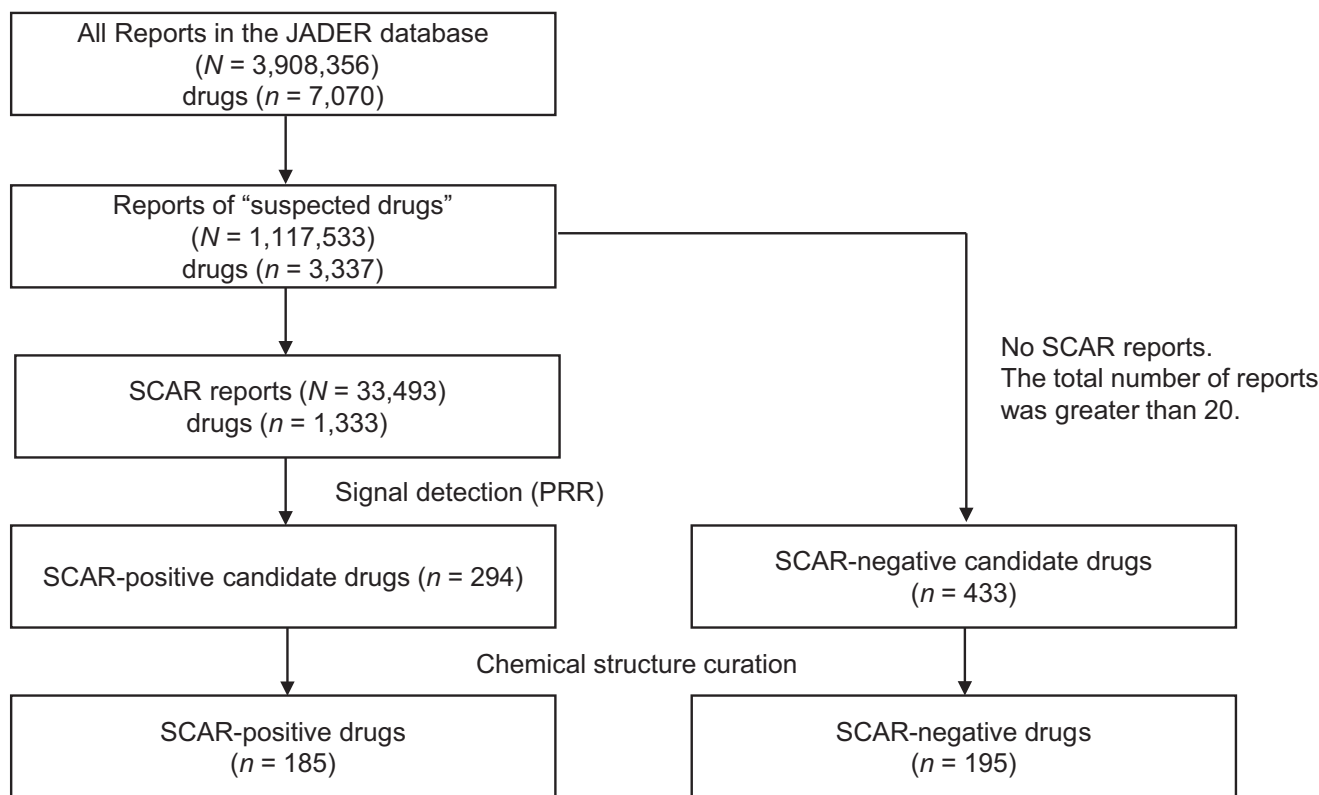 All Reports in the JADER database
(N = 3,908,356)
drugs (n = 7,070)
Reports of “suspected drugs”
(N = 1,117,533)
drugs (n = 3,337)
No SCAR reports.
The total number of reports
was greater than 20.
SCAR reports (N = 33,493)
drugs (n = 1,333)
Signal detection (PRR)
SCAR-positive candidate drugs (n = 294)
SCAR-negative candidate drugs
(n = 433)
Chemical structure curation
SCAR-positive drugs
(n = 185)
SCAR-negative drugs
(n = 195)